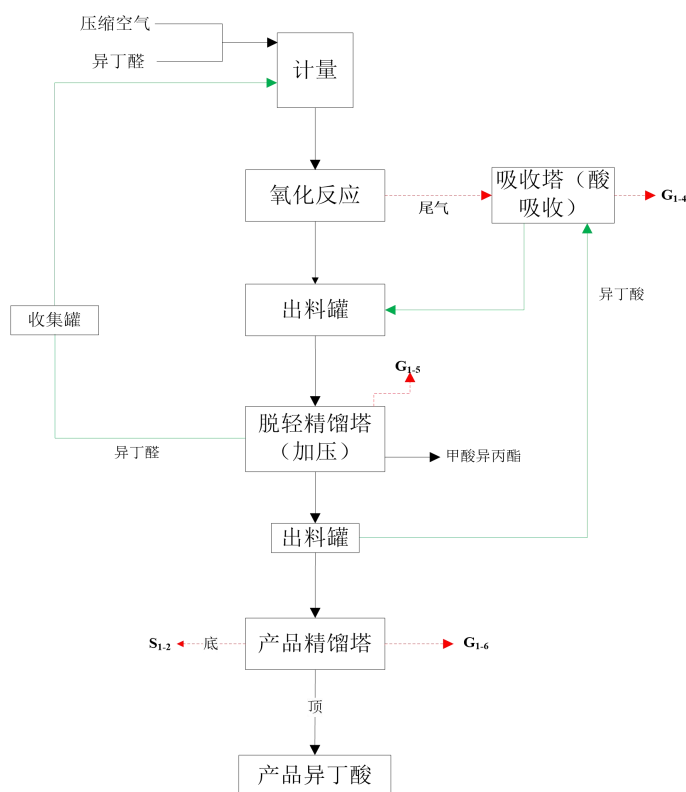 压缩空气
异丁醛
计量
氧化反应
尾气
吸收塔（酸
吸收）
G1-4
出料罐
异丁酸
收集罐
G1-5
脱轻精馏塔
（加压）
异丁醛
甲酸异丙酯
出料罐
S1-2
底
产品精馏塔
G1-6
顶
产品异丁酸